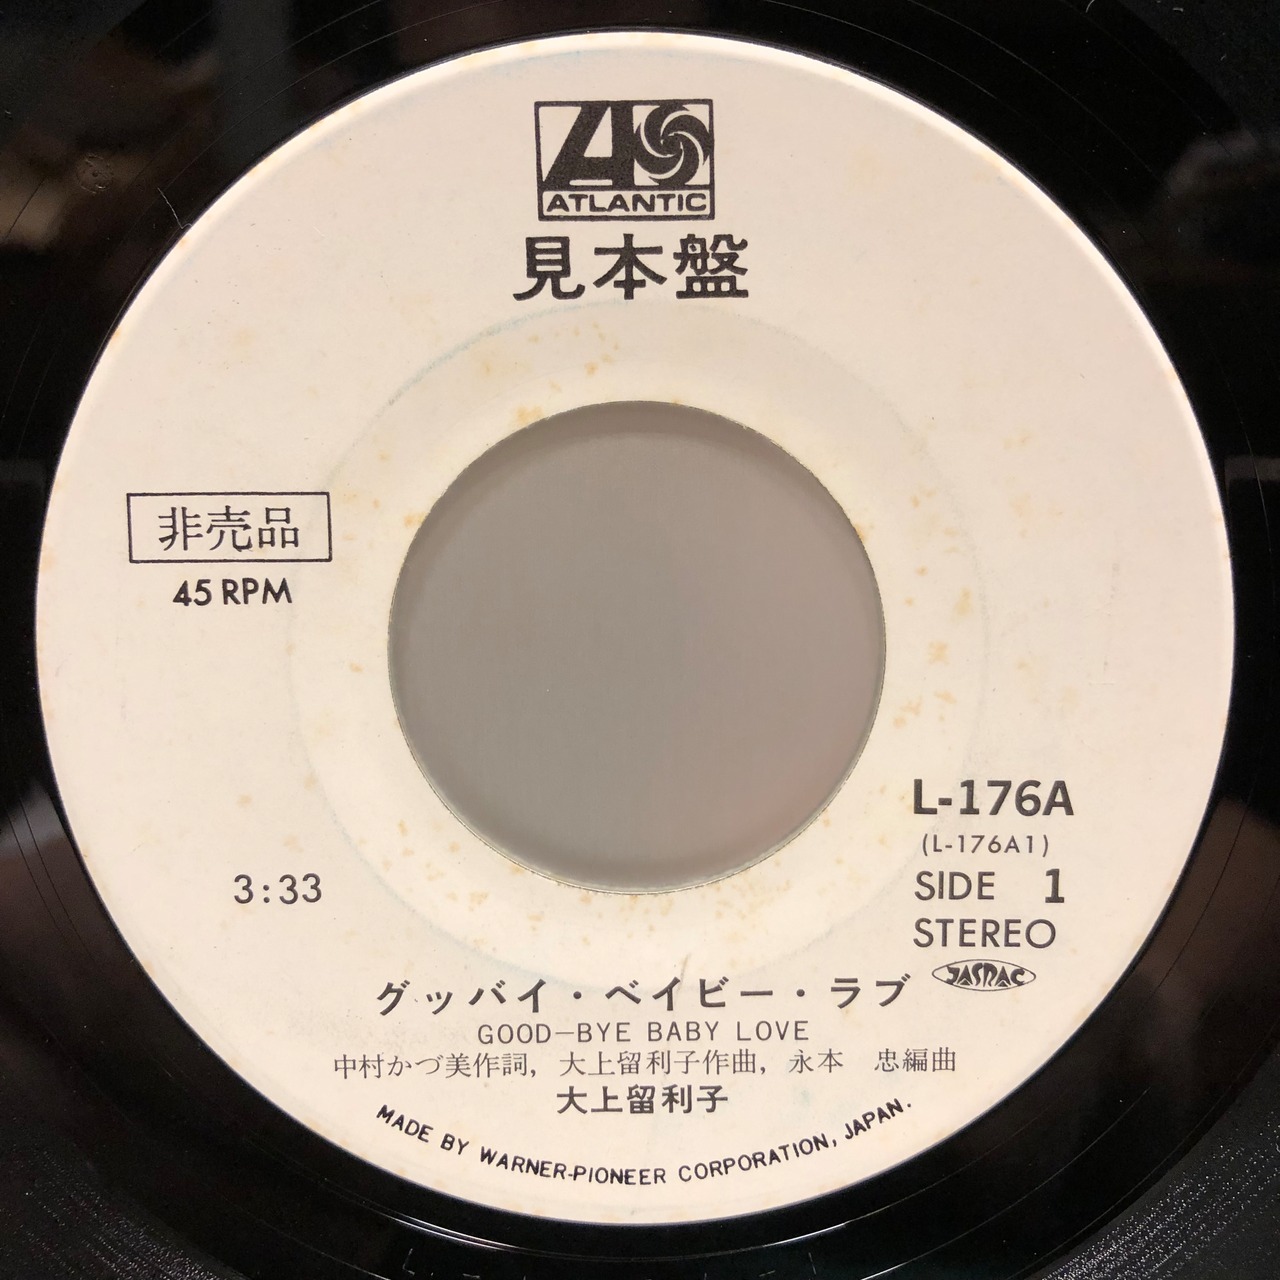 ATLANTIC
見本盤
非売品
45 RPM
L-176A
(L-176A1)
3:33
SIDE 1
STEREO
JASRAC
グッバイ・ベイビー・ラブ
GOOD-BYE BABY LOVE
中村かづ美作詞, 大上留利子作曲, 永本 忠編曲
大上留利子
MADE BY WARNER-PIONEER CORPORATION, JAPAN.